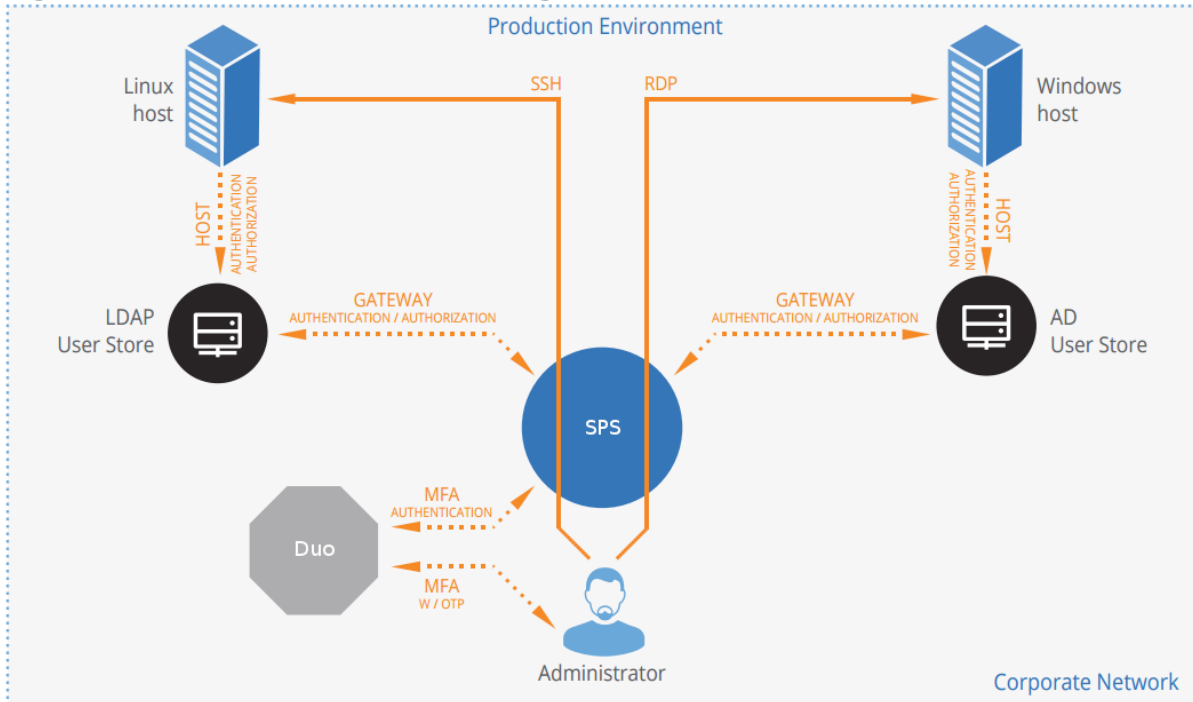 Production Environment
Linux
host
SSH
RDP
Windows
host
HOST
AUTHENTICATION
AUTHORIZATION
HOST
AUTHENTICATION
AUTHORIZATION
LDAP
User Store
GATEWAY
AUTHENTICATION / AUTHORIZATION
GATEWAY
AUTHENTICATION / AUTHORIZATION
AD
User Store
SPS
MFA
AUTHENTICATION
Duo
MFA
W / OTP
Administrator
Corporate Network